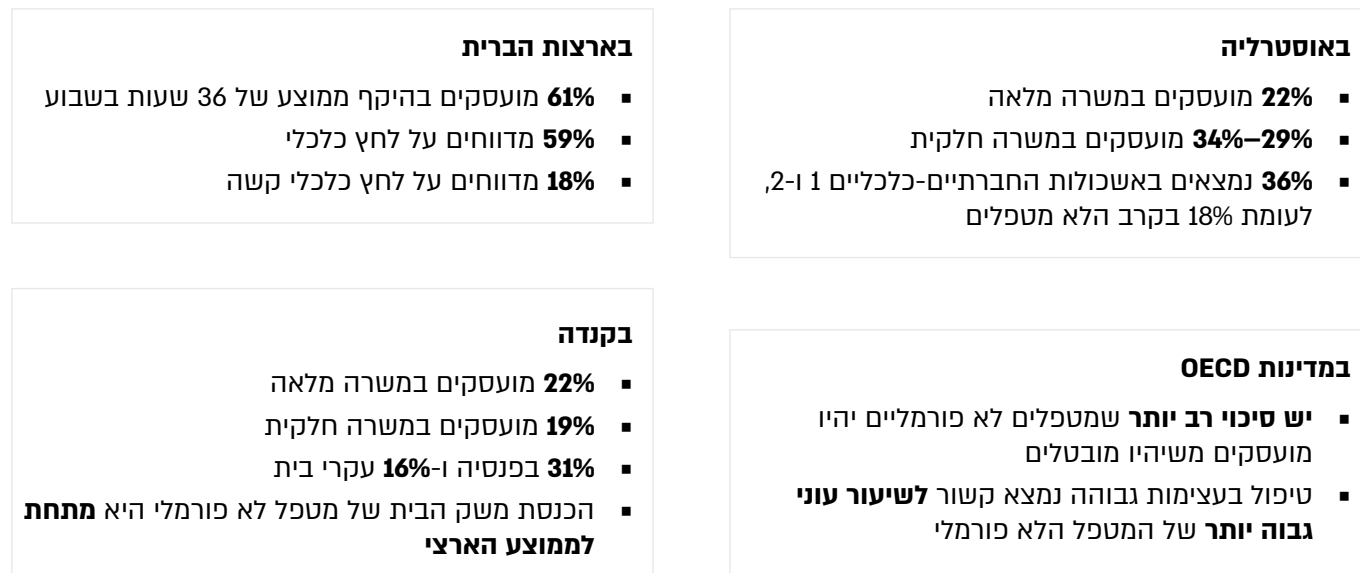 באוסטרליה
▪ 22% מועסקים במשרה מלאה
▪ 29%–34% מועסקים במשרה חלקית
▪ 36% נמצאים באשכולות החברתיים-כלכליים 1 ו-2,
לעומת 18% בקרב הלא מטפלים
בארצות הברית
▪ 61% מועסקים בהיקף ממוצע של 36 שעות בשבוע
▪ 59% מדווחים על לחץ כלכלי
▪ 18% מדווחים על לחץ כלכלי קשה
במדינות OECD
▪ יש סיכוי רב יותר שמטפלים לא פורמליים יהיו
מועסקים משיהיו מובטלים
▪ טיפול בעצימות גבוהה נמצא קשור לשיעור עוני
גבוה יותר של המטפל הלא פורמלי
בקנדה
▪ 22% מועסקים במשרה מלאה
▪ 19% מועסקים במשרה חלקית
▪ 31% בפנסיה ו-16% עקרי בית
▪ הכנסת משק הבית של מטפל לא פורמלי היא מתחת
לממוצע הארצי